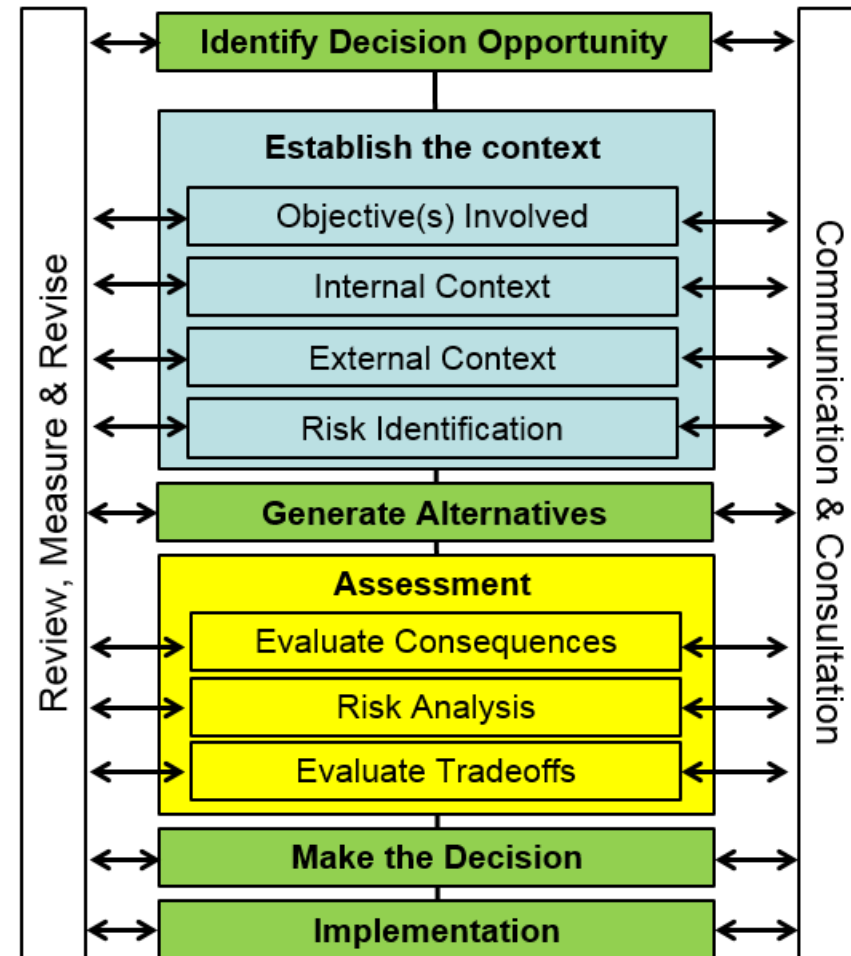 Identify Decision Opportunity
Establish the context
Objective(s) Involved
Internal Context
External Context
Risk Identification
Generate Alternatives
Assessment
Evaluate Consequences
Risk Analysis
Evaluate Tradeoffs
Make the Decision
Implementation
Review, Measure & Revise
Communication & Consultation